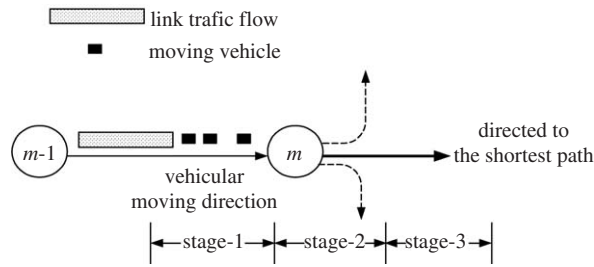 link trafic flow
moving vehicle
m-1
m
directed to
the shortest path
vehicular
moving direction
stage-1
stage-2
stage-3